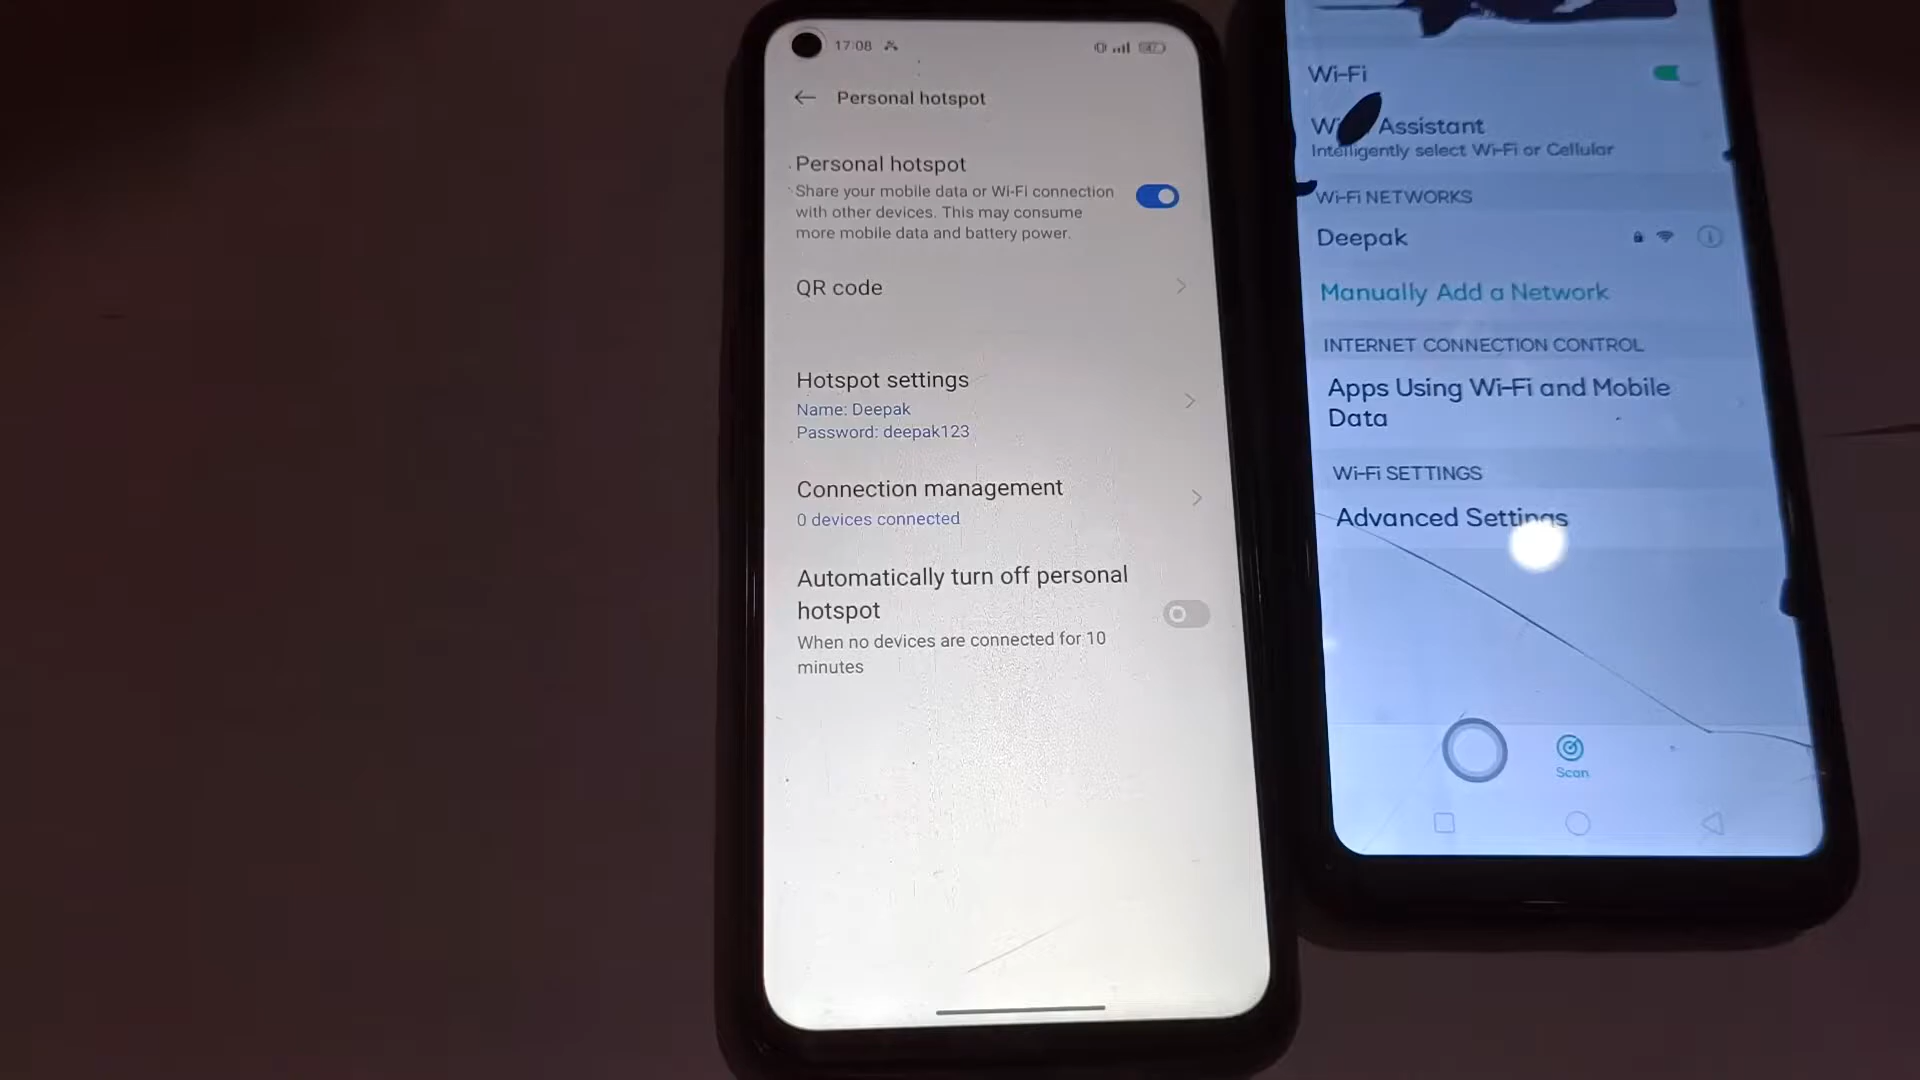 17:08
Personal hotspot
Personal hotspot
Share your mobile data or Wi-Fi connection
with other devices. This may consume
more mobile data and battery power.
QR code
Hotspot settings
Name: Deepak
Password: deepak123
Connection management
0 devices connected
Automatically turn off personal
hotspot
When no devices are connected for 10
minutes
Wi-Fi
Assistant
Intelligently select Wi-Fi or Cellular
Wi-Fi NETWORKS
Deepak
Manually Add a Network
INTERNET CONNECTION CONTROL
Apps Using Wi-Fi and Mobile
Data
Wi-Fi SETTINGS
Advanced Settings
Scan